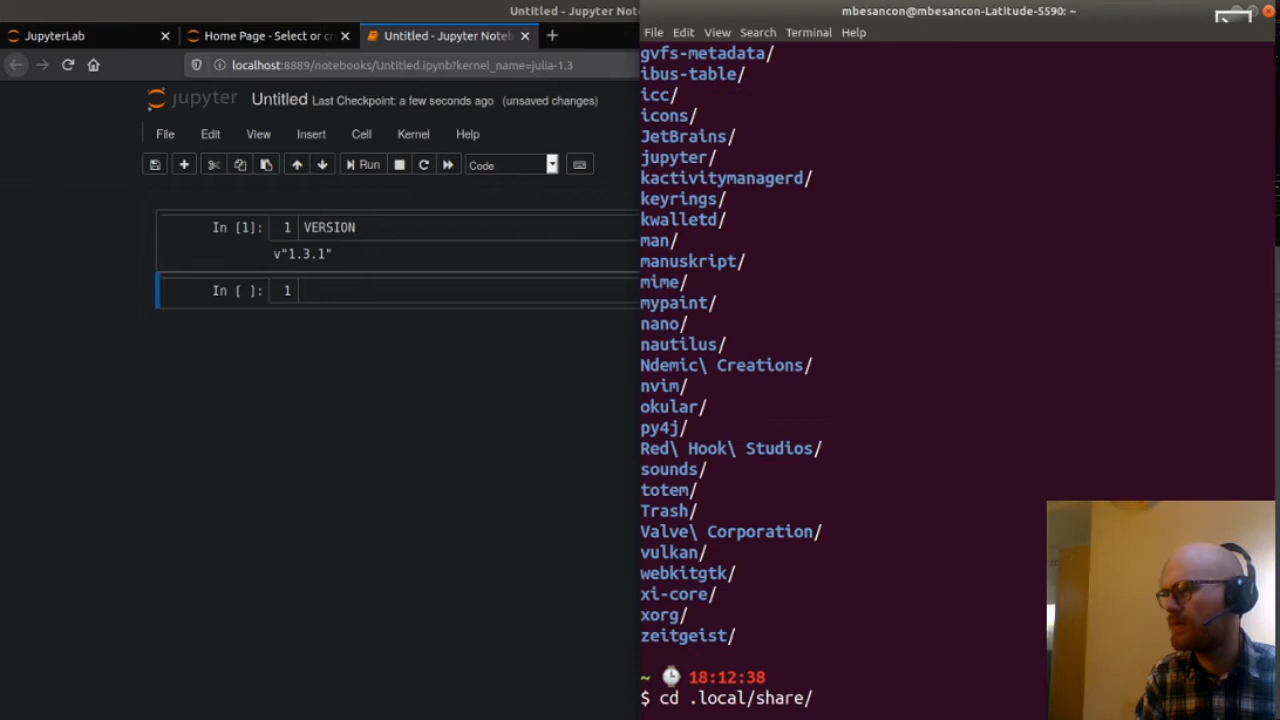 Untitled - Jupyter No
mbesancon@mbesancon-Latitude-5590: ~
JupyterLab
Home Page - Select or c
Untitled - Jupyter Noteb
File Edit View Search Terminal Help
localhost:8889/notebooks/Untitled.ipynb?kernel_name=julia-1.3
jupyter Untitled Last Checkpoint: a few seconds ago (unsaved changes)
File Edit View Insert Cell Kernel Help
Run Code
In [1]: 1 VERSION
v"1.3.1"
In [ ]: 1
gvfs-metadata/
ibus-table/
icc/
icons/
JetBrains/
jupyter/
kactivitymanagerd/
keyrings/
kwalletd/
man/
manuskript/
mime/
mypaint/
nano/
nautilus/
Ndemic\ Creations/
nvim/
okular/
py4j/
Red\ Hook\ Studios/
sounds/
totem/
Trash/
Valve\ Corporation/
vulkan/
webkitgtk/
xi-core/
xorg/
zeitgeist/
~ 18:12:38
$ cd .local/share/